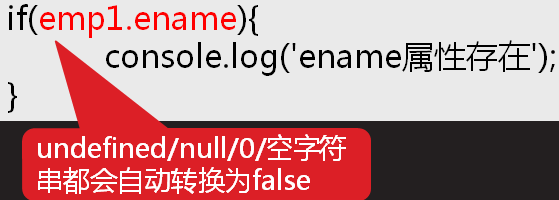 if(emp1.ename){
console.log('ename属性存在');
}
undefined/null/0/空字符
串都会自动转换为false